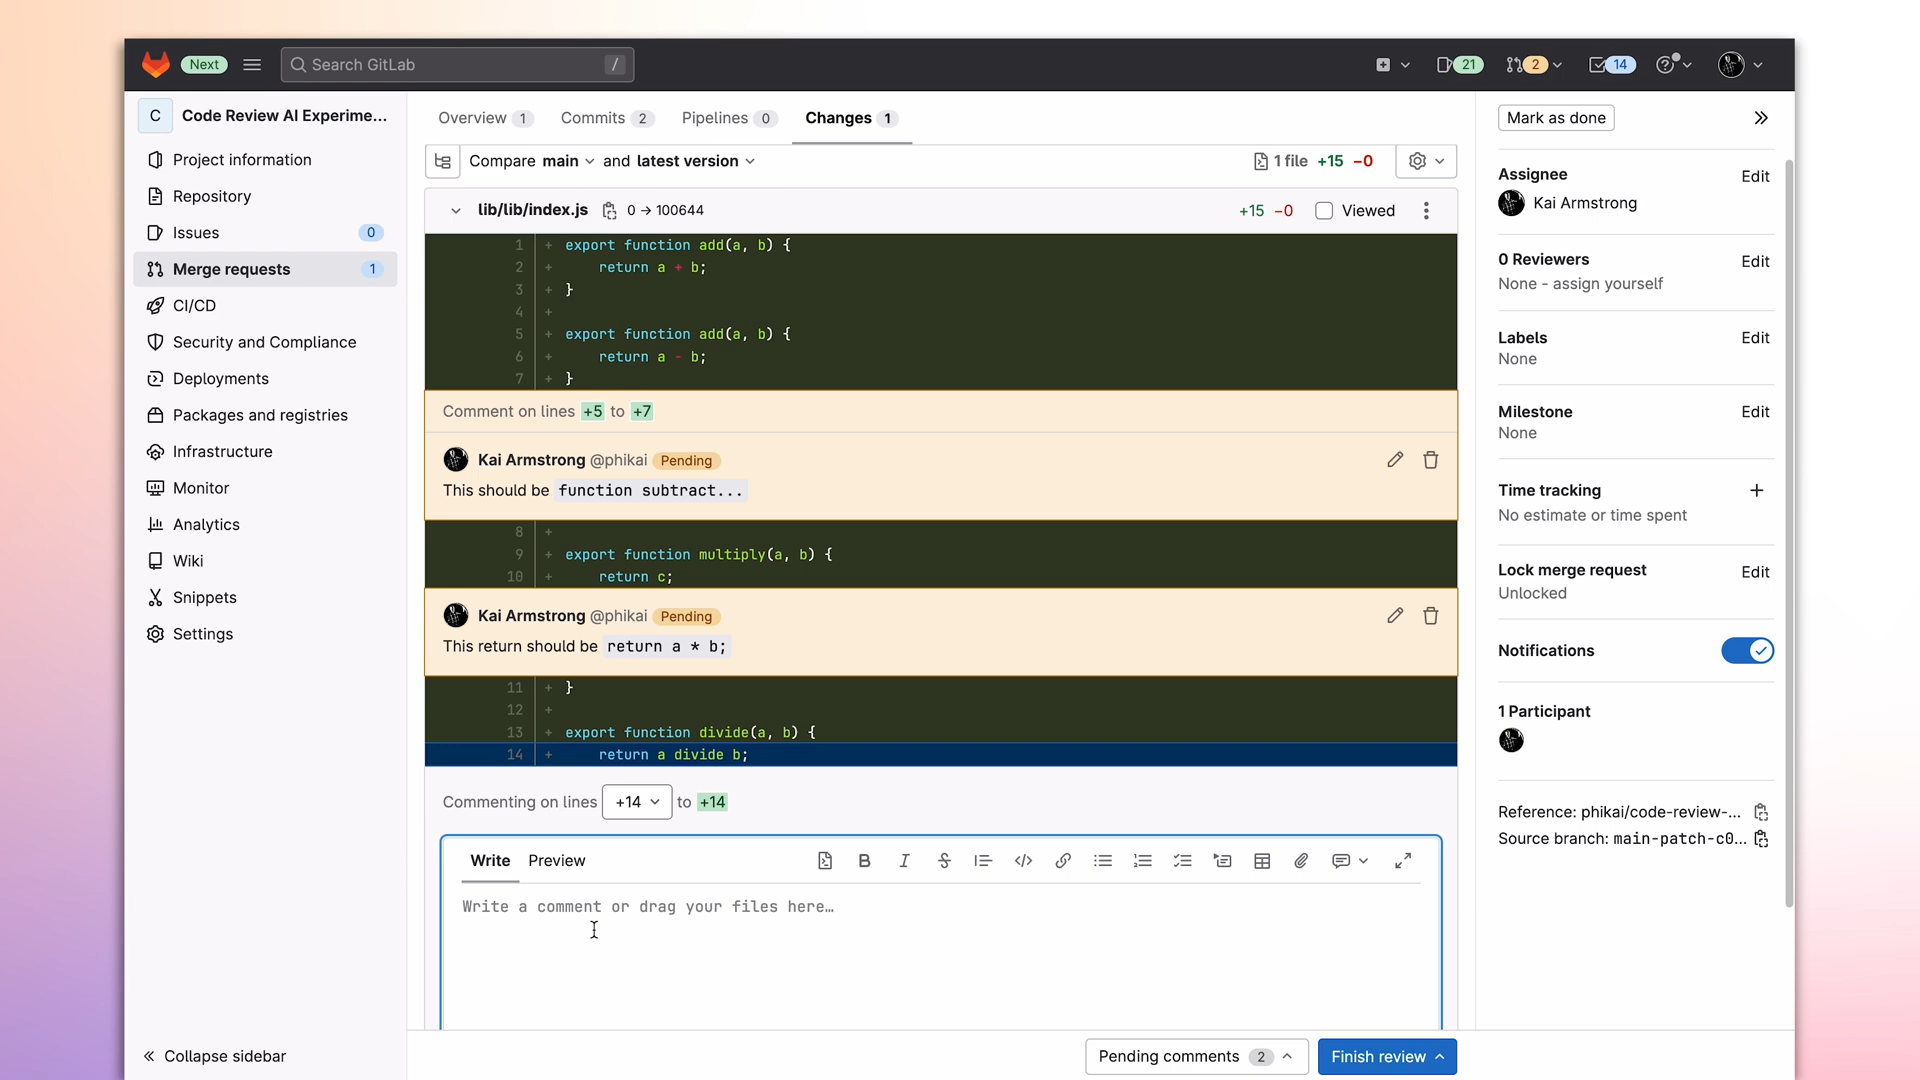 Next
Search GitLab
/
21
2
14
C
Code Review AI Experime...
Project information
Repository
Issues 0
Merge requests 1
CI/CD
Security and Compliance
Deployments
Packages and registries
Infrastructure
Monitor
Analytics
Wiki
Snippets
Settings
Collapse sidebar
Overview 1 Commits 2 Pipelines 0 Changes 1
Compare main and latest version 1 file +15 −0
lib/lib/index.js 0 → 100644 +15 −0 Viewed
1 + export function add(a, b) {
2 + return a + b;
3 + }
4 +
5 + export function add(a, b) {
6 + return a - b;
7 + }
Comment on lines +5 to +7
Kai Armstrong @phikai Pending
This should be function subtract...
8 +
9 + export function multiply(a, b) {
10 + return c;
Kai Armstrong @phikai Pending
This return should be return a * b;
11 + }
12 +
13 + export function divide(a, b) {
14 + return a divide b;
Commenting on lines +14 to +14
Write Preview
Write a comment or drag your files here…
Pending comments 2
Finish review
Mark as done
Assignee Edit
Kai Armstrong
0 Reviewers Edit
None - assign yourself
Labels Edit
None
Milestone Edit
None
Time tracking +
No estimate or time spent
Lock merge request Edit
Unlocked
Notifications
1 Participant
Reference: phikai/code-review-...
Source branch: main-patch-c0...